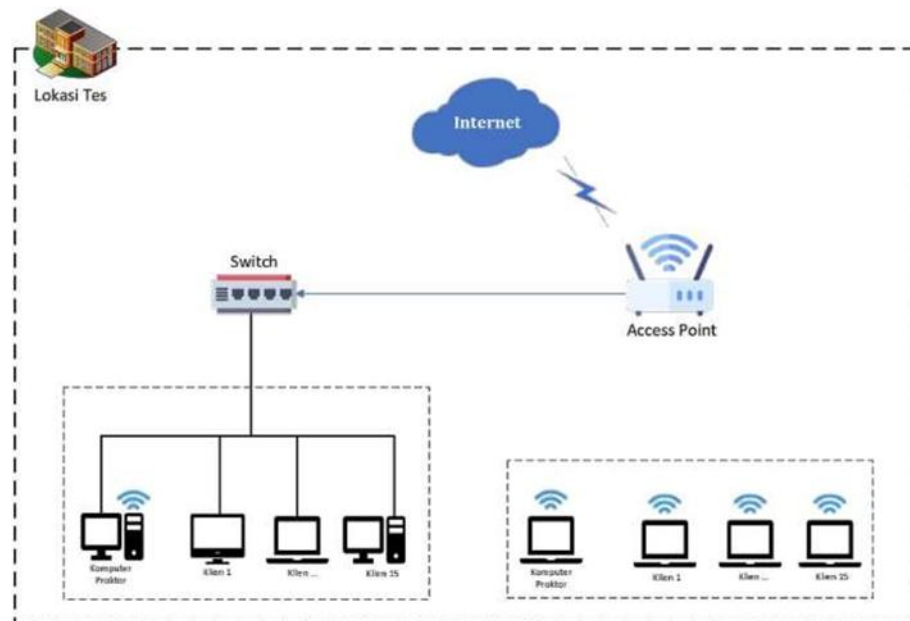 Lokasi Tes
Internet
Switch
Access Point
Komputer
Proktor
Klien 1
Klien ...
Klien 15
Komputer
Proktor
Klien 1
Klien ...
Klien 15